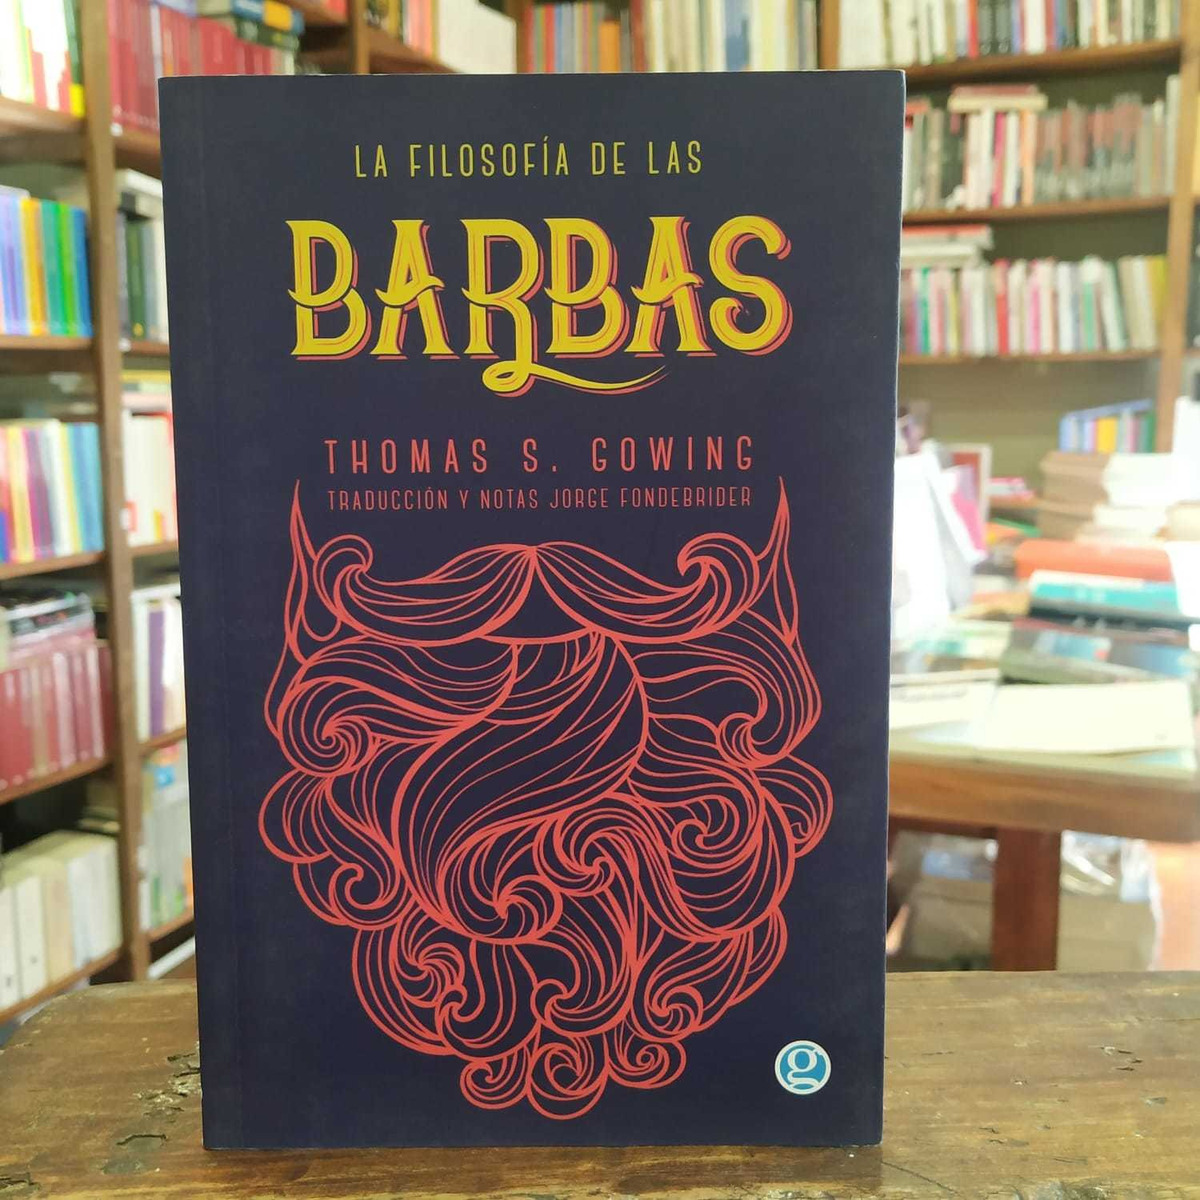 LA FILOSOFÍA DE LAS
BARBAS
THOMAS S. GOWING
TRADUCCIÓN Y NOTAS JORGE FONDEBRIDER
g